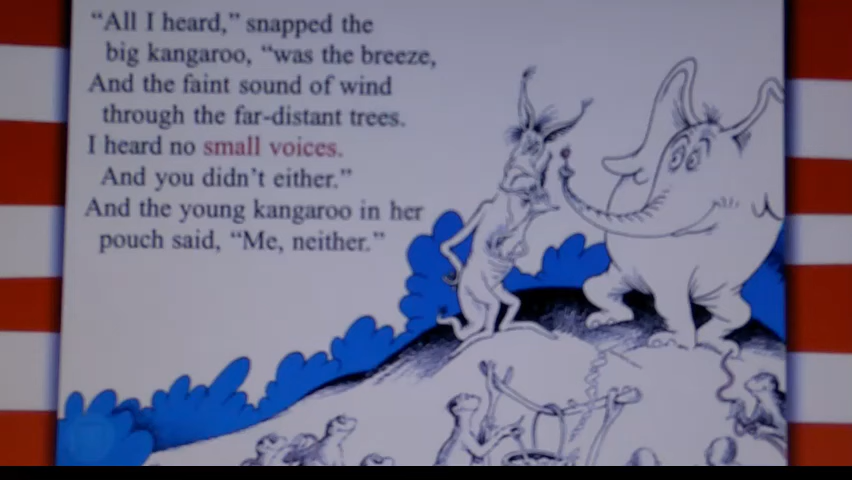 “All I heard,” snapped the
big kangaroo, “was the breeze,
And the faint sound of wind
through the far-distant trees.
I heard no small voices.
And you didn’t either.”
And the young kangaroo in her
pouch said, “Me, neither.”